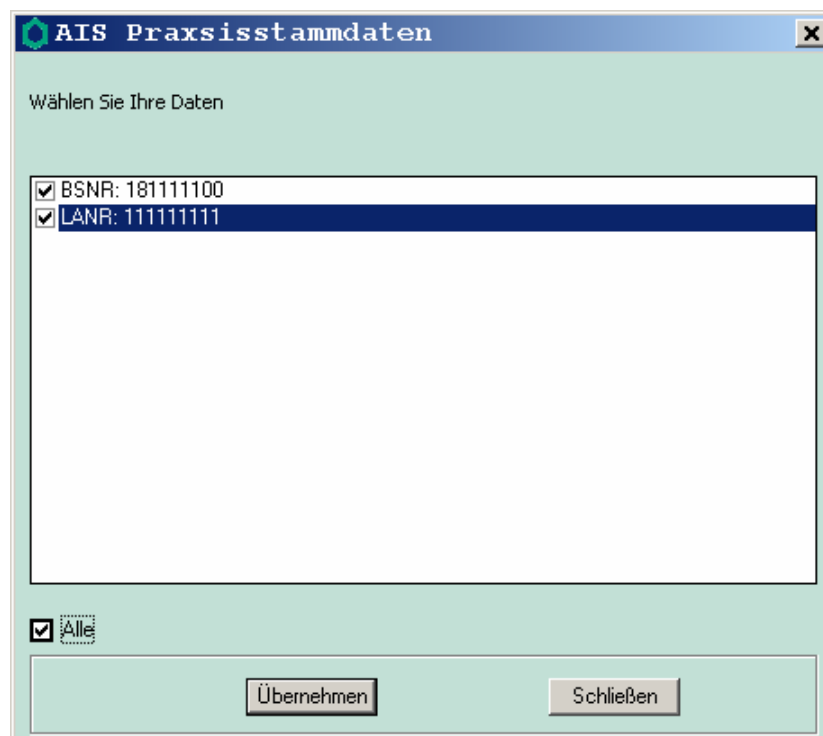 AIS Praxsisstammdaten
Wählen Sie Ihre Daten
BSNR: 181111100
LANR: 111111111
Alle
Übernehmen Schließen